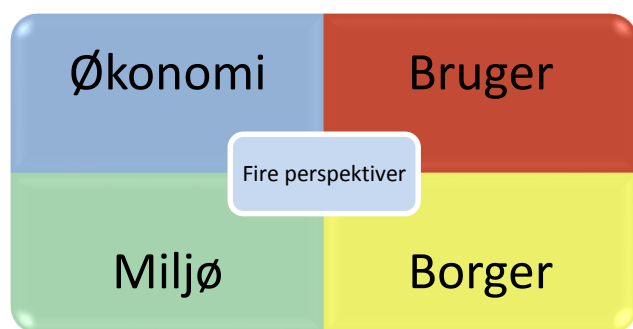 Økonomi
Bruger
Fire perspektiver
Miljø
Borger